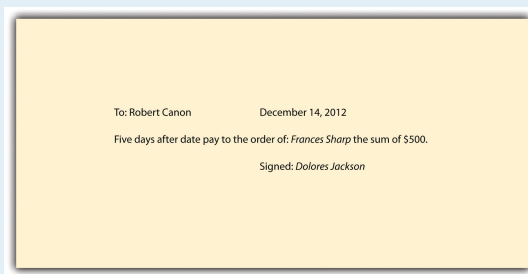 To: Robert Canon December 14, 2012
Five days after date pay to the order of: Frances Sharp the sum of $500.
Signed: Dolores Jackson